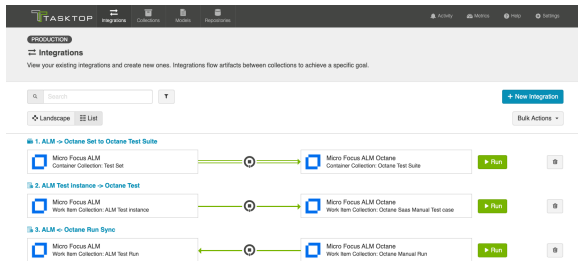 TASKTOP
Integrations
Collections
Models
Repositories
Activity
Metrics
Help
Settings
PRODUCTION
Integrations
View your existing integrations and create new ones. Integrations flow artifacts between collections to achieve a specific goal.
Search
+ New Integration
Landscape
List
Bulk Actions
1. ALM -> Octane Set to Octane Test Suite
Micro Focus ALM
Container Collection: Test Set
Micro Focus ALM Octane
Container Collection: Octane Test Suite
Run
2. ALM Test instance -> Octane Test
Micro Focus ALM
Work Item Collection: ALM Test instance
Micro Focus ALM Octane
Work Item Collection: Octane Saas Manual Test case
Run
3. ALM <- Octane Run Sync
Micro Focus ALM
Work Item Collection: ALM Test Run
Micro Focus ALM Octane
Work Item Collection: Octane Manual Run
Run